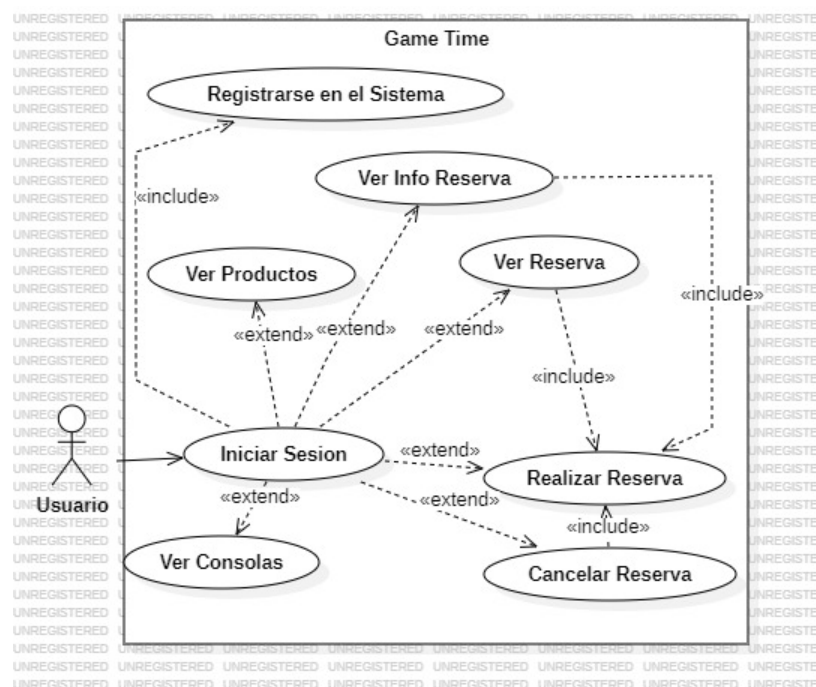 Game Time
Registrarse en el Sistema
Ver Info Reserva
«include»
Ver Reserva
Ver Productos
«include»
«extend»
«extend»
«extend»
«include»
Iniciar Sesion
«extend»
Realizar Reserva
«extend»
«extend»
Usuario
«include»
Ver Consolas
Cancelar Reserva
UNREGISTERED